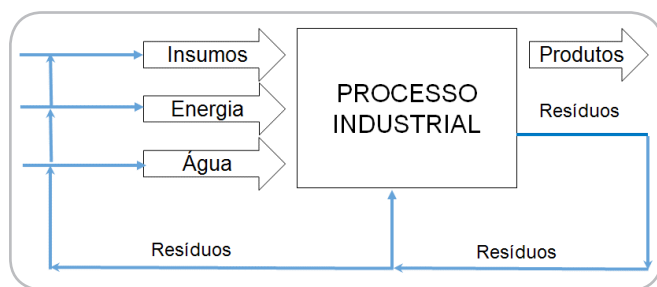 Insumos
Produtos
Energia
PROCESSO
INDUSTRIAL
Resíduos
Água
Resíduos
Resíduos